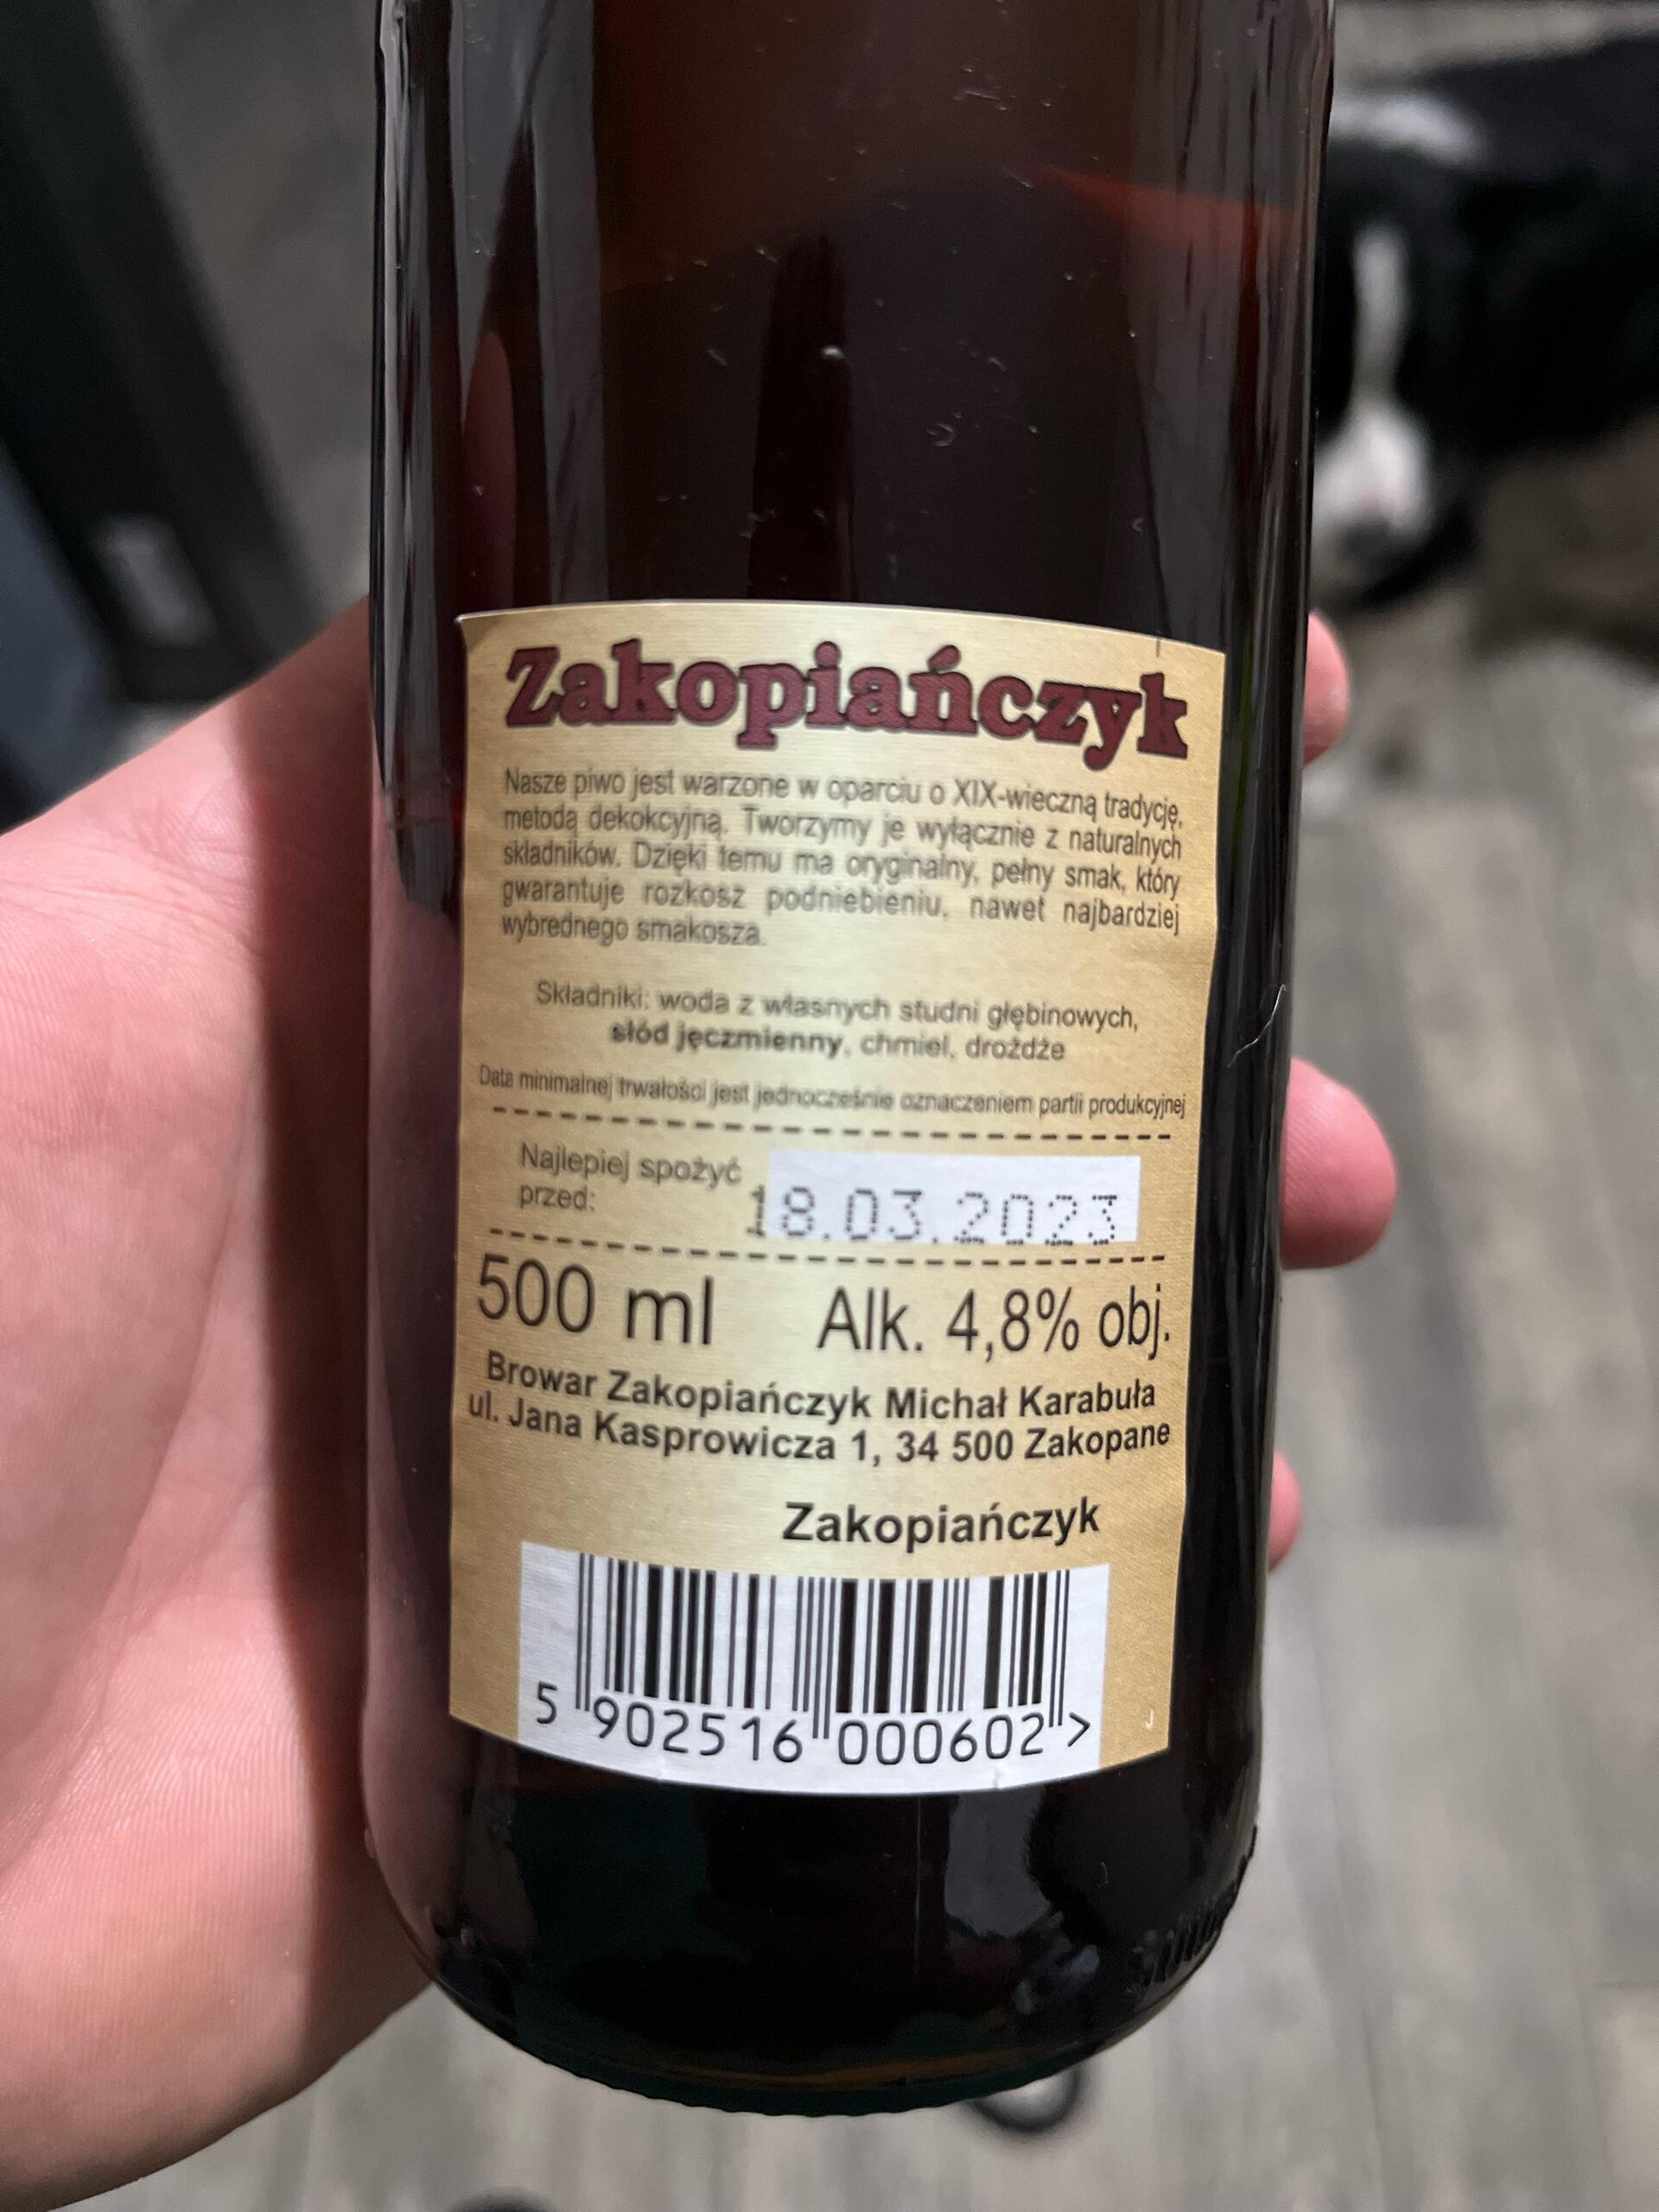 Zakopiańczyk
Nasze piwo jest warzone w oparciu o XIX-wieczną tradycję,
metodą dekokcyjną. Tworzymy je wyłącznie z naturalnych
składników. Dzięki temu ma oryginalny, pełny smak, który
gwarantuje rozkosz podniebieniu, nawet najbardziej
wybrednego smakosza.
Składniki: woda z własnych studni głębinowych,
słód jęczmienny, chmiel, drożdże
Data minimalnej trwałości jest jednocześnie oznaczeniem partii produkcyjnej
Najlepiej spożyć
przed: 18.03.2023
500 ml Alk. 4,8% obj.
Browar Zakopiańczyk Michał Karabuła
ul. Jana Kasprowicza 1, 34 500 Zakopane
Zakopiańczyk
5 902516 000602 >